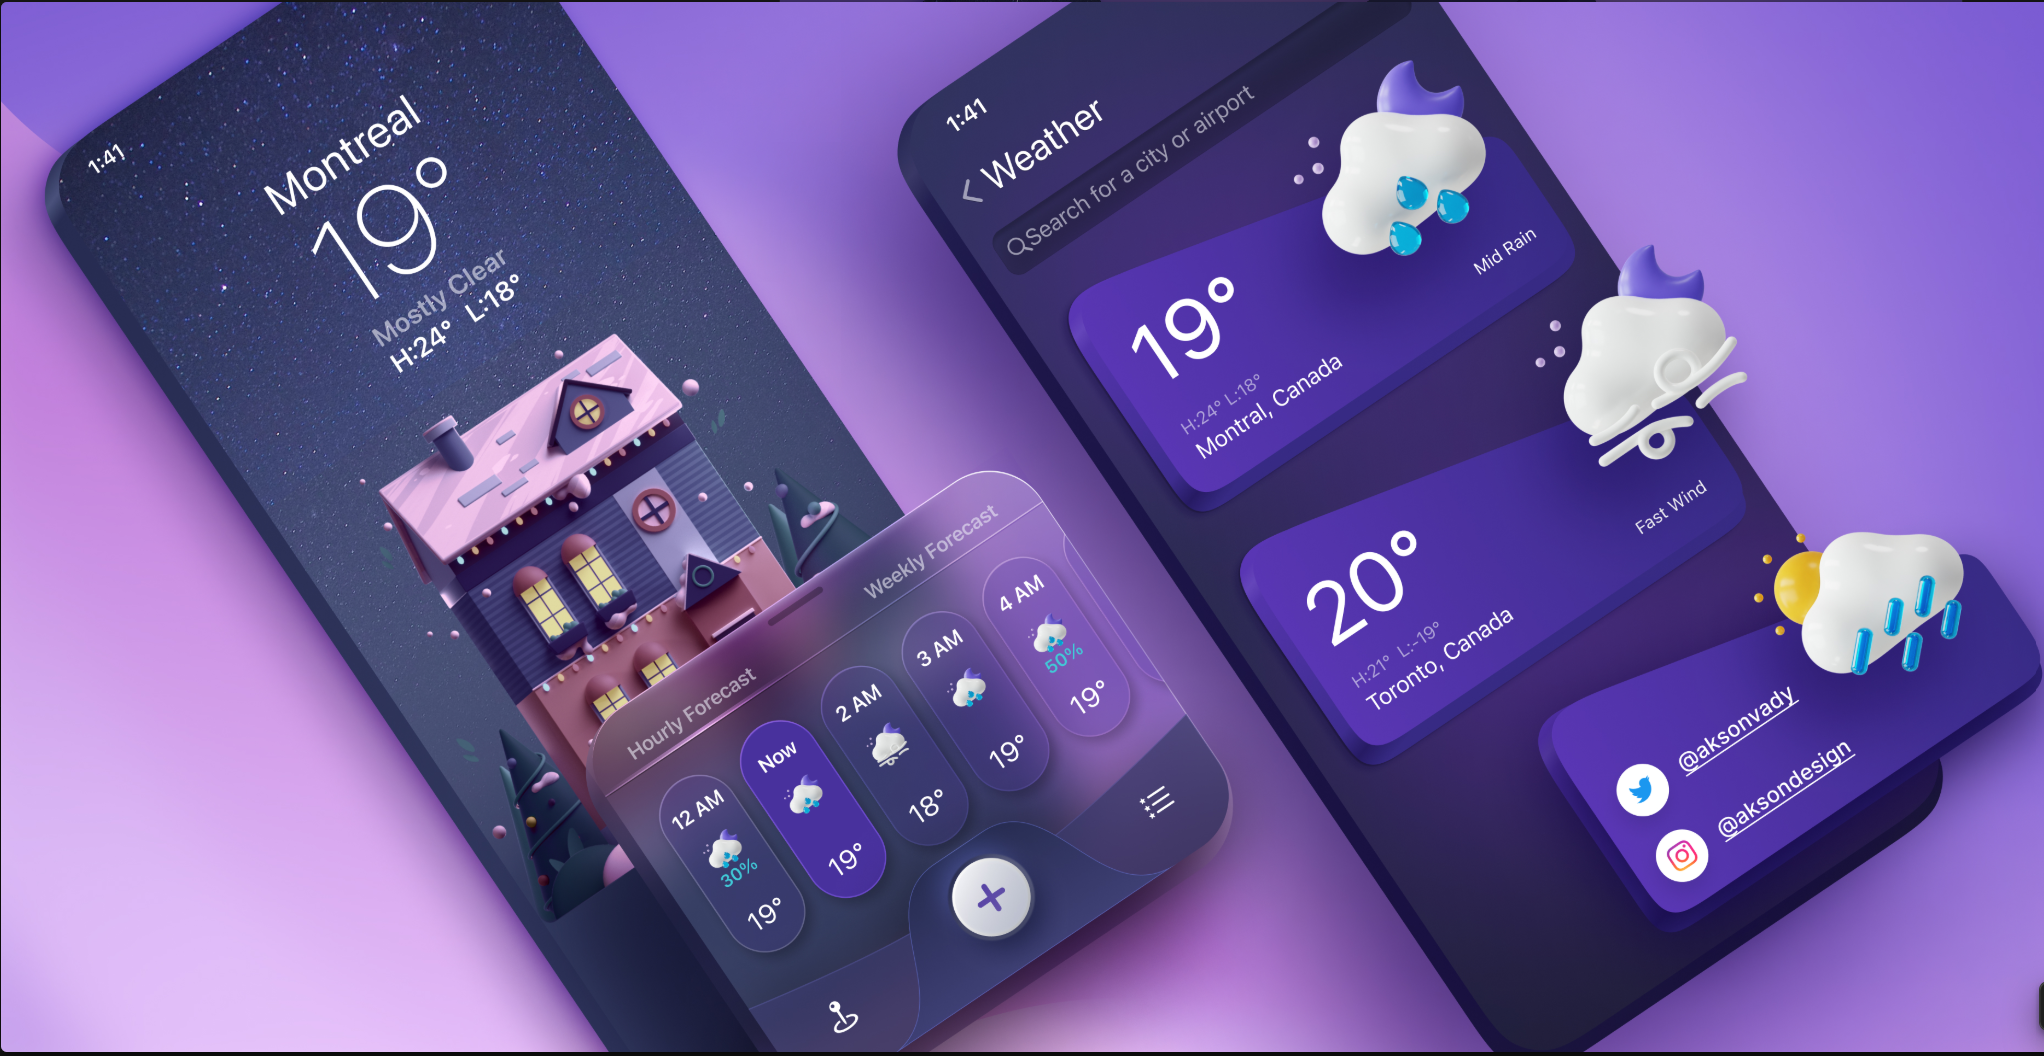 1:41
Montreal
19°
Mostly Clear
H:24° L:18°
Hourly Forecast
Weekly Forecast
12 AM
30%
19°
Now
19°
2 AM
18°
3 AM
19°
4 AM
50%
19°
1:41
Weather
Search for a city or airport
19°
H:24° L:18°
Montral, Canada
Mid Rain
20°
H:21° L:-19°
Toronto, Canada
Fast Wind
@aksonvady
@aksondesign